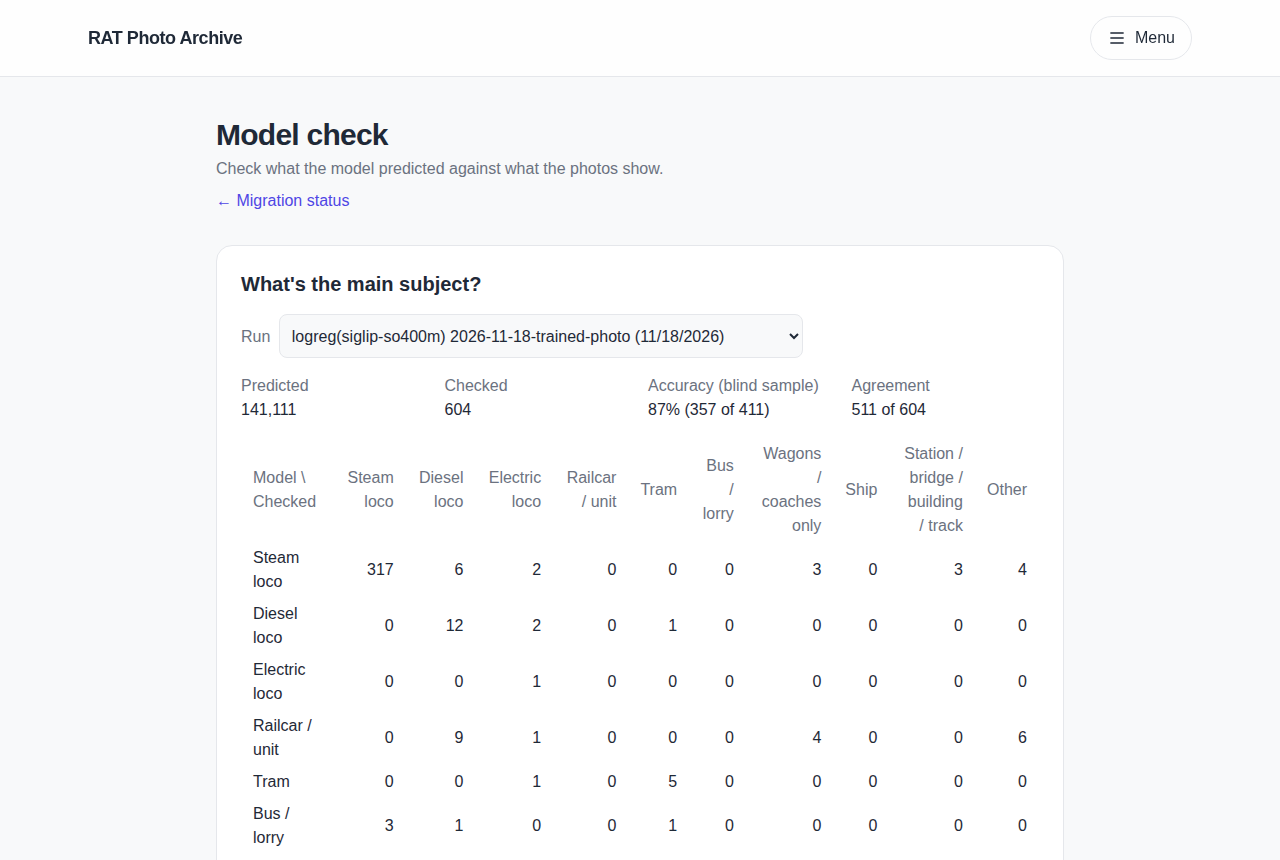 RAT Photo Archive
Menu
Model check
Check what the model predicted against what the photos show.
← Migration status
What's the main subject?
Run logreg(siglip-so400m) 2026-11-18-trained-photo (11/18/2026)
Predicted Checked Accuracy (blind sample) Agreement
141,111 604 87% (357 of 411) 511 of 604
Model \ Checked Steam loco Diesel loco Electric loco Railcar / unit Tram Bus / lorry Wagons / coaches only Ship Station / bridge / building / track Other
Steam loco 317 6 2 0 0 0 3 0 3 4
Diesel loco 0 12 2 0 1 0 0 0 0 0
Electric loco 0 0 1 0 0 0 0 0 0 0
Railcar / unit 0 9 1 0 0 0 4 0 0 6
Tram 0 0 1 0 5 0 0 0 0 0
Bus / lorry 3 1 0 0 1 0 0 0 0 0